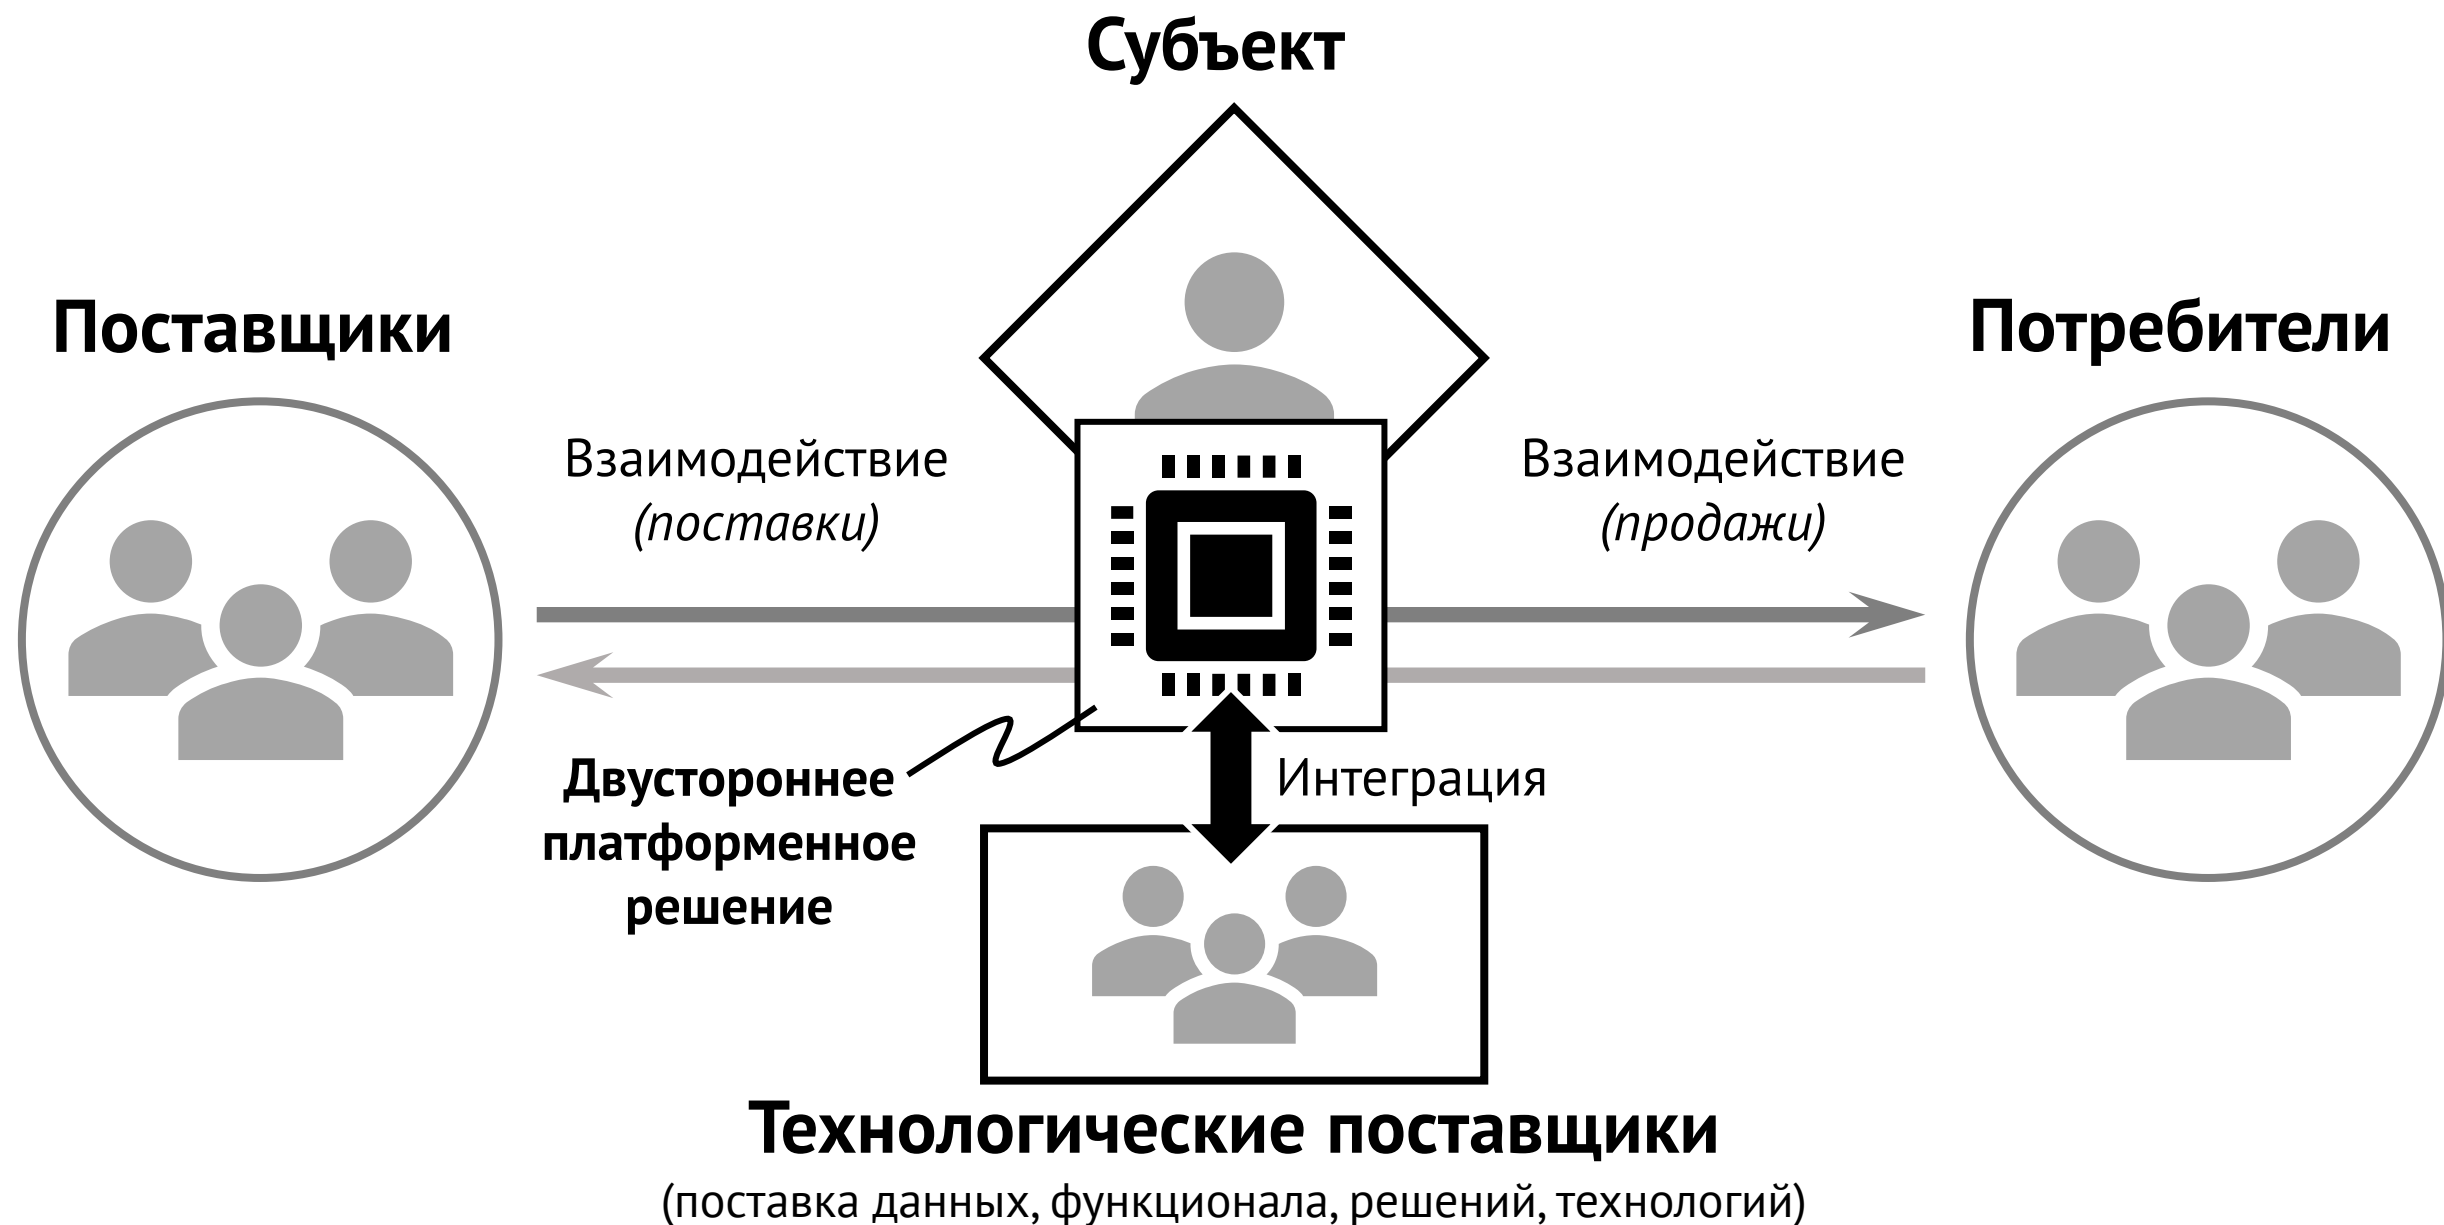 Субъект
Поставщики
Потребители
Взаимодействие
(поставки)
Взаимодействие
(продажи)
Двустороннее
платформенное
решение
Интеграция
Технологические поставщики
(поставка данных, функционала, решений, технологий)